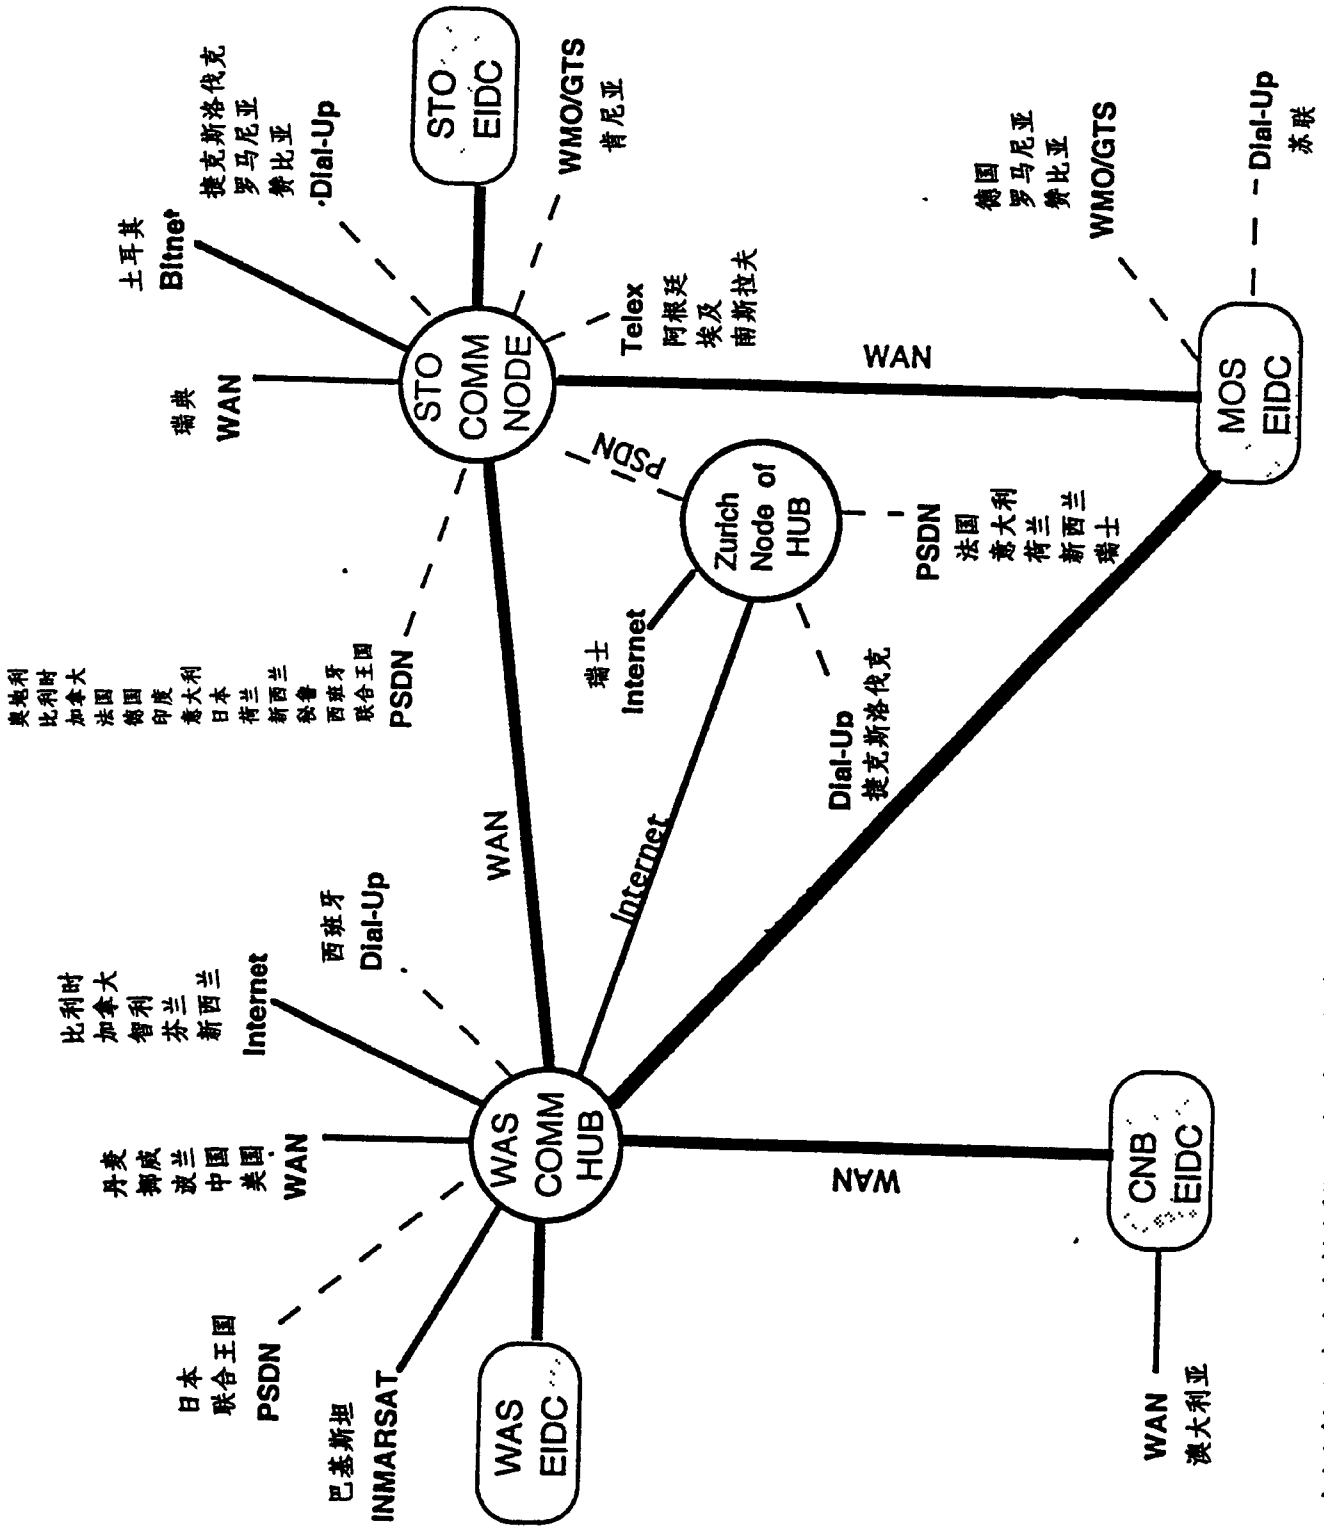 日本
联合王国
PSDN
巴基斯坦
INMARSAT
WAS
EIDC
丹麦
挪威
波兰
中国
美国
WAN
比利时
加拿大
智利
芬兰
新西兰
Internet
西班牙
Dial-Up
WAS
COMM
HUB
WAN
CNB
EIDC
WAN
澳大利亚
WAN
Internet
奥地利
比利时
加拿大
法国
德国
印度
意大利
日本
荷兰
新西兰
秘鲁
西班牙
联合王国
PSDN
瑞典
WAN
土耳其
Bitnet
捷克斯洛伐克
罗马尼亚
赞比亚
Dial-Up
STO
COMM
NODE
STO
EIDC
WMO/GTS
肯尼亚
Telex
阿根廷
埃及
南斯拉夫
PSDN
瑞士
Internet
Zurich
Node of
HUB
Dial-Up
捷克斯洛伐克
PSDN
法国
意大利
荷兰
新西兰
瑞士
WAN
德国
罗马尼亚
赞比亚
WMO/GTS
MOS
EIDC
Dial-Up
苏联